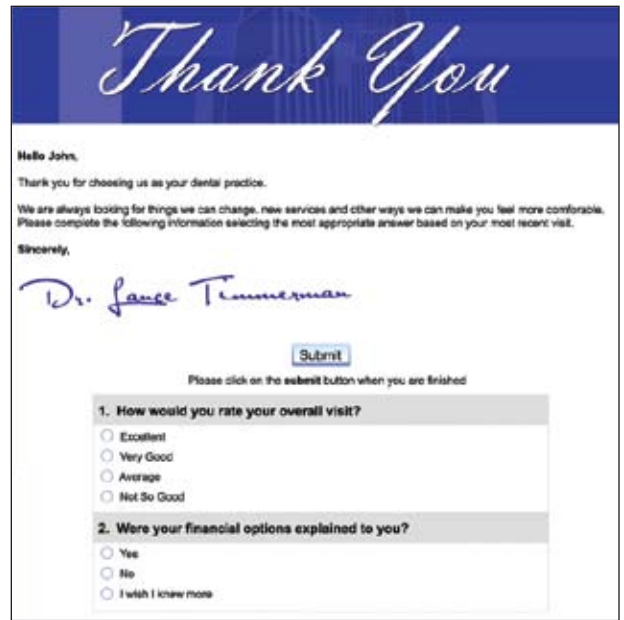 Thank You
Hello John,
Thank you for choosing us as your dental practice.
We are always looking for things we can change, new services and other ways we can make you feel more comforable.
Please complete the following information selecting the most appropriate answer based on your most recent visit.
Sincerely,
Dr. Lance Timmerman
Submit
Please click on the submit button when you are finished
1. How would you rate your overall visit?
Excellent
Very Good
Average
Not So Good
2. Were your financial options explained to you?
Yes
No
I wish I knew more